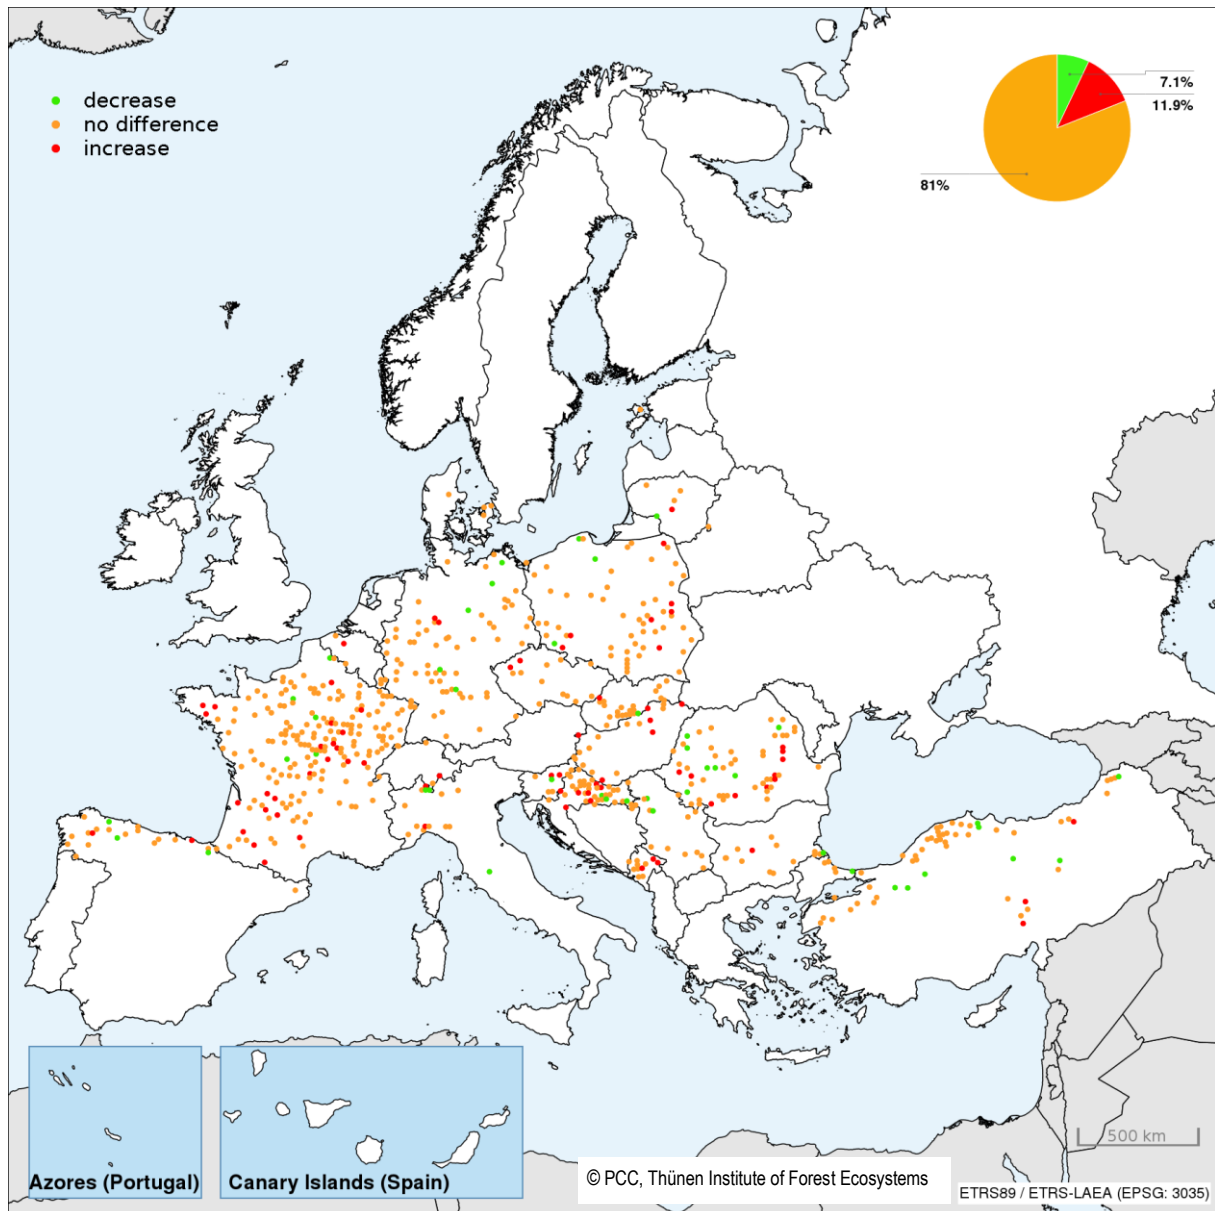 decrease
no difference
increase
7.1%
11.9%
81%
500 km
Azores (Portugal)
Canary Islands (Spain)
© PCC, Thünen Institute of Forest Ecosystems
ETRS89 / ETRS-LAEA (EPSG: 3035)